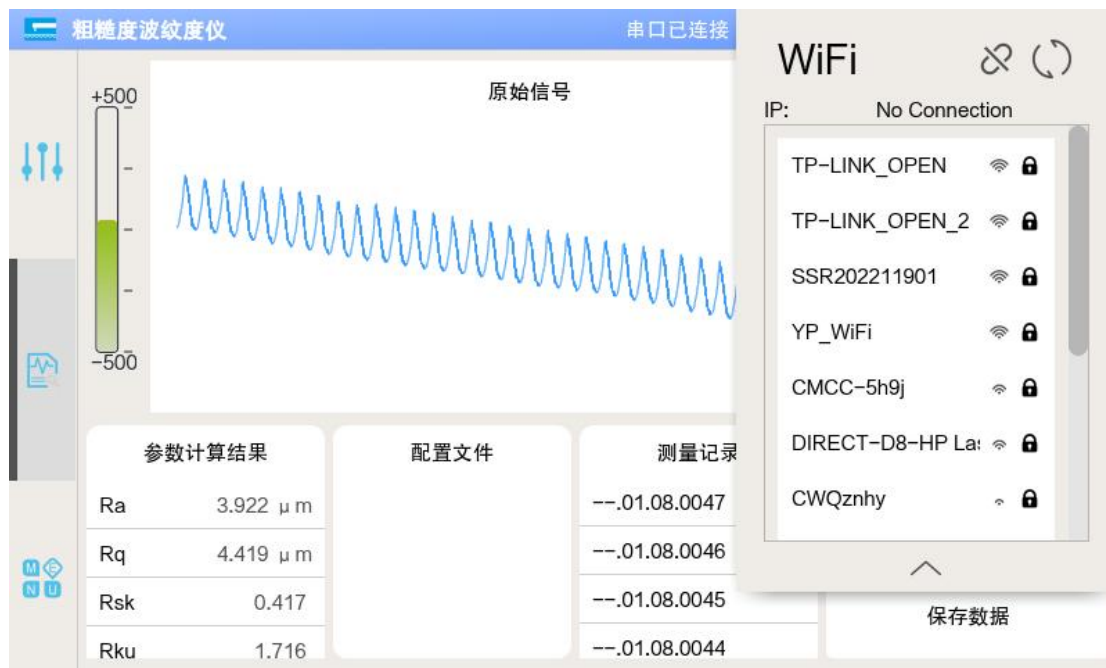 粗糙度波纹度仪
串口已连接
WiFi
IP: No Connection
TP-LINK_OPEN
TP-LINK_OPEN_2
SSR202211901
YP_WiFi
CMCC-5h9j
DIRECT-D8-HP La
CWQznhy
+500
-500
原始信号
参数计算结果
Ra 3.922 μm
Rq 4.419 μm
Rsk 0.417
Rku 1.716
配置文件
测量记录
--.01.08.0047
--.01.08.0046
--.01.08.0045
--.01.08.0044
保存数据
M E
N U